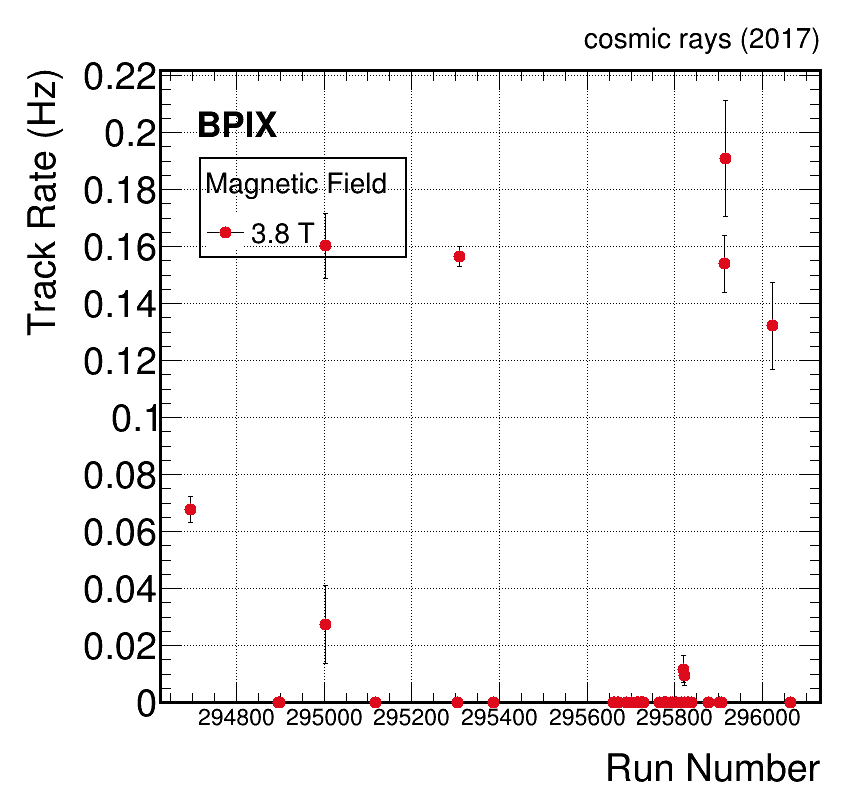 cosmic rays (2017)
Track Rate (Hz)
0.22
0.2
0.18
0.16
0.14
0.12
0.1
0.08
0.06
0.04
0.02
0
BPIX
Magnetic Field
3.8 T
294800 295000 295200 295400 295600 295800 296000
Run Number